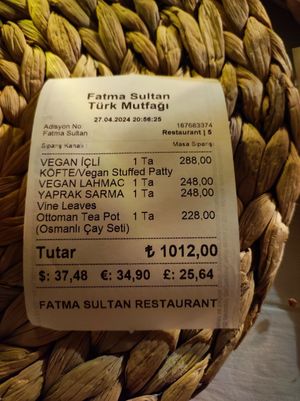 Fatma Sultan
Türk Mutfağı
27.04.2024 20:56:25
Adisyon No 167683374
Fatma Sultan Restaurant | 5
Sipariş Kanalı Masa Siparişi
VEGAN İÇLİ 1 Ta 288,00
KÖFTE/Vegan Stuffed Patty
VEGAN LAHMAC 1 Ta 248,00
YAPRAK SARMA 1 Ta 248,00
Vine Leaves
Ottoman Tea Pot 1 Ta 228,00
(Osmanlı Çay Seti)
Tutar ₺ 1012,00
$: 37,48 €: 34,90 £: 25,64
FATMA SULTAN RESTAURANT